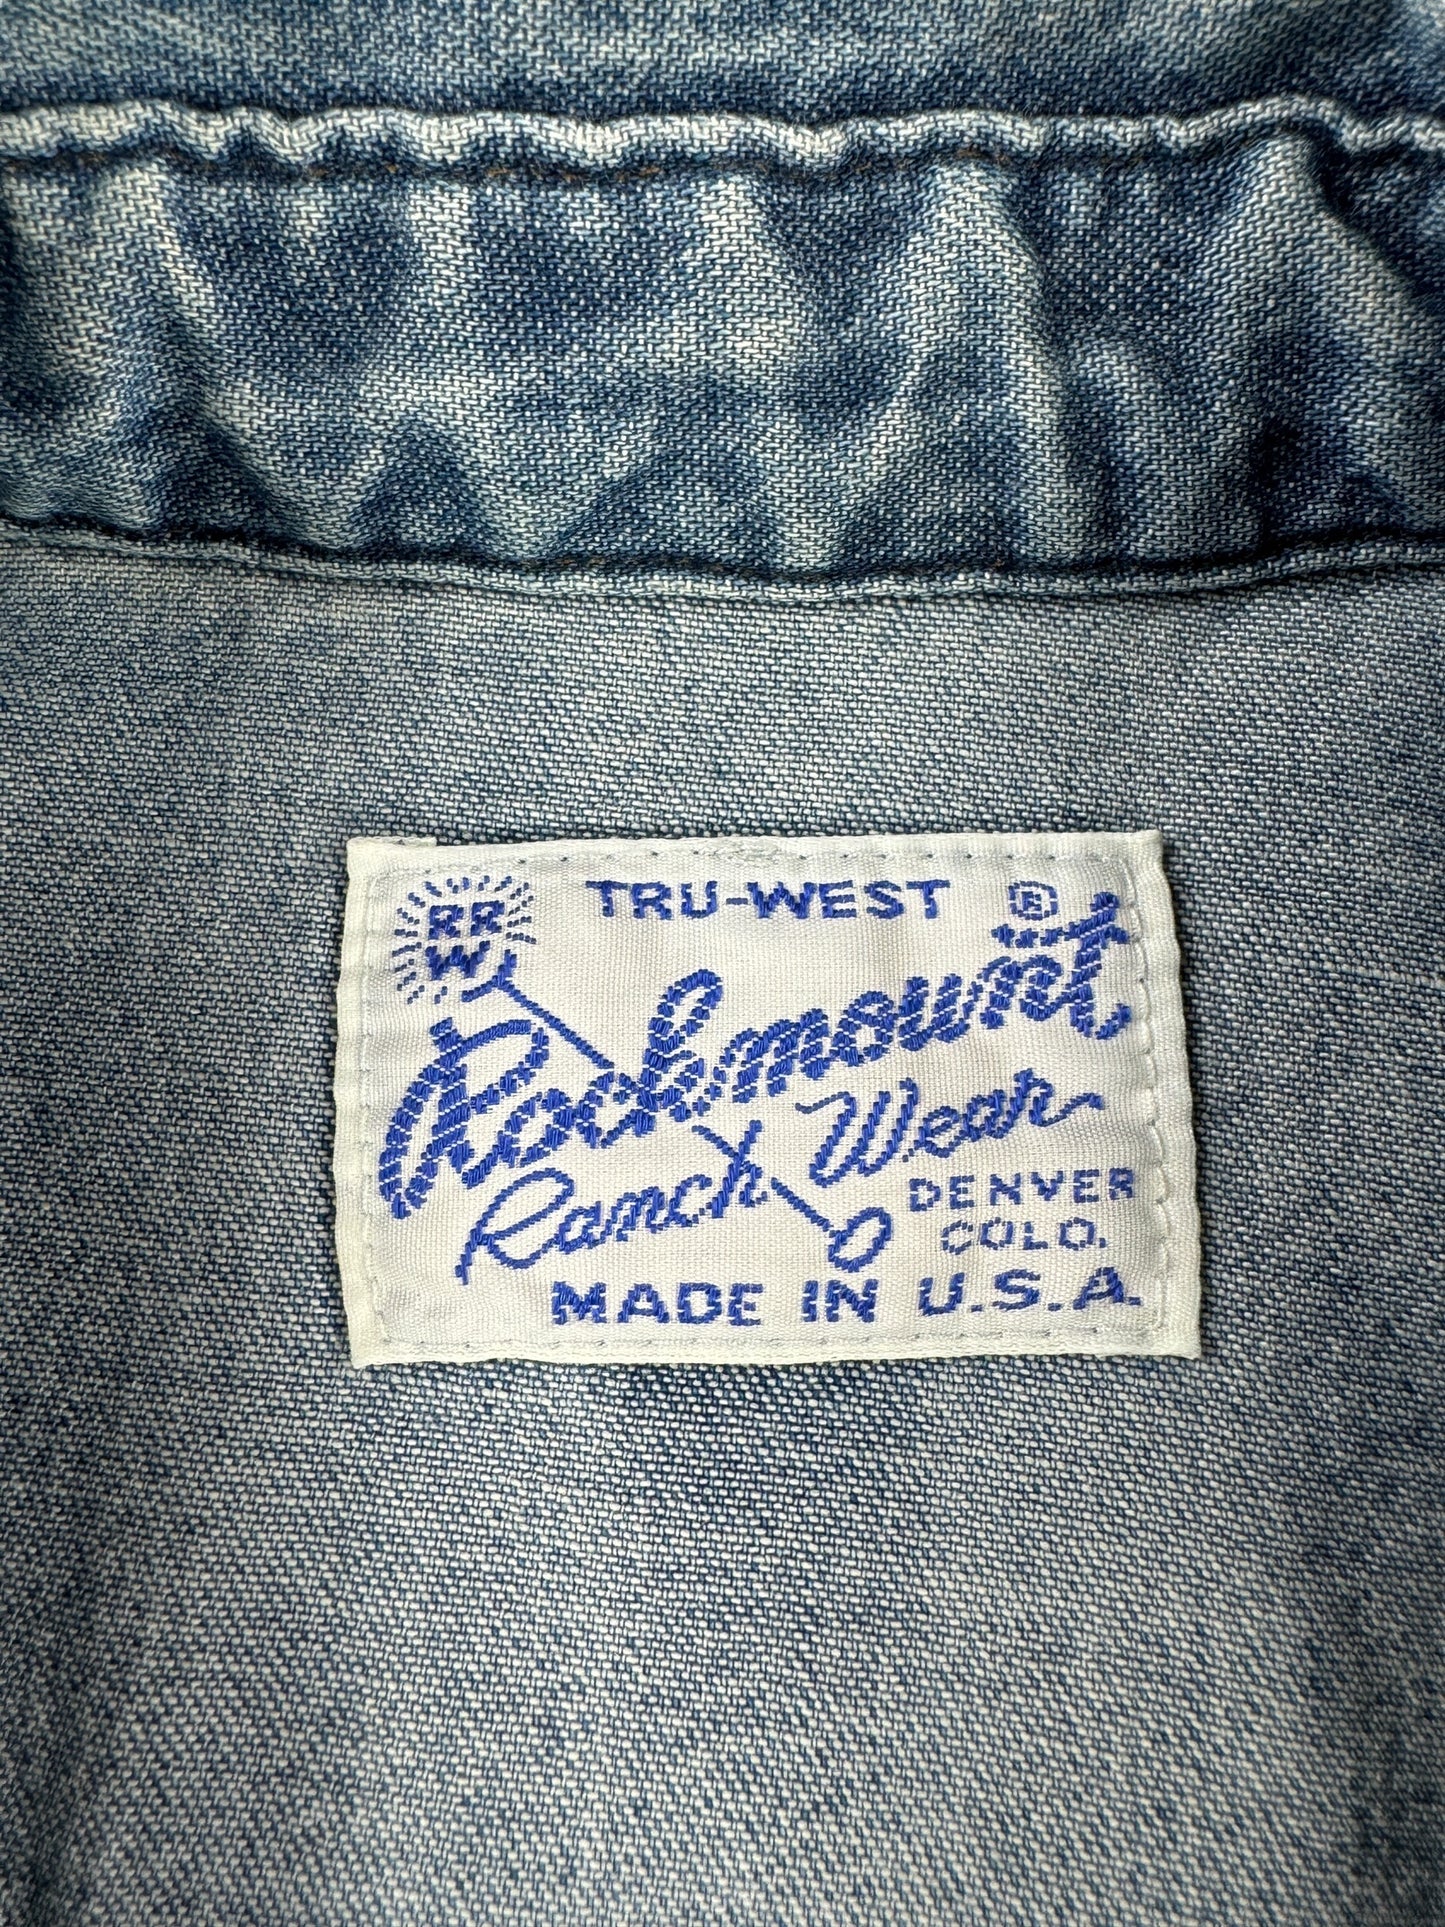 TRU-WEST ®
RR
W
Rockmount
Ranch Wear
DENVER
COLO.
MADE IN U.S.A.